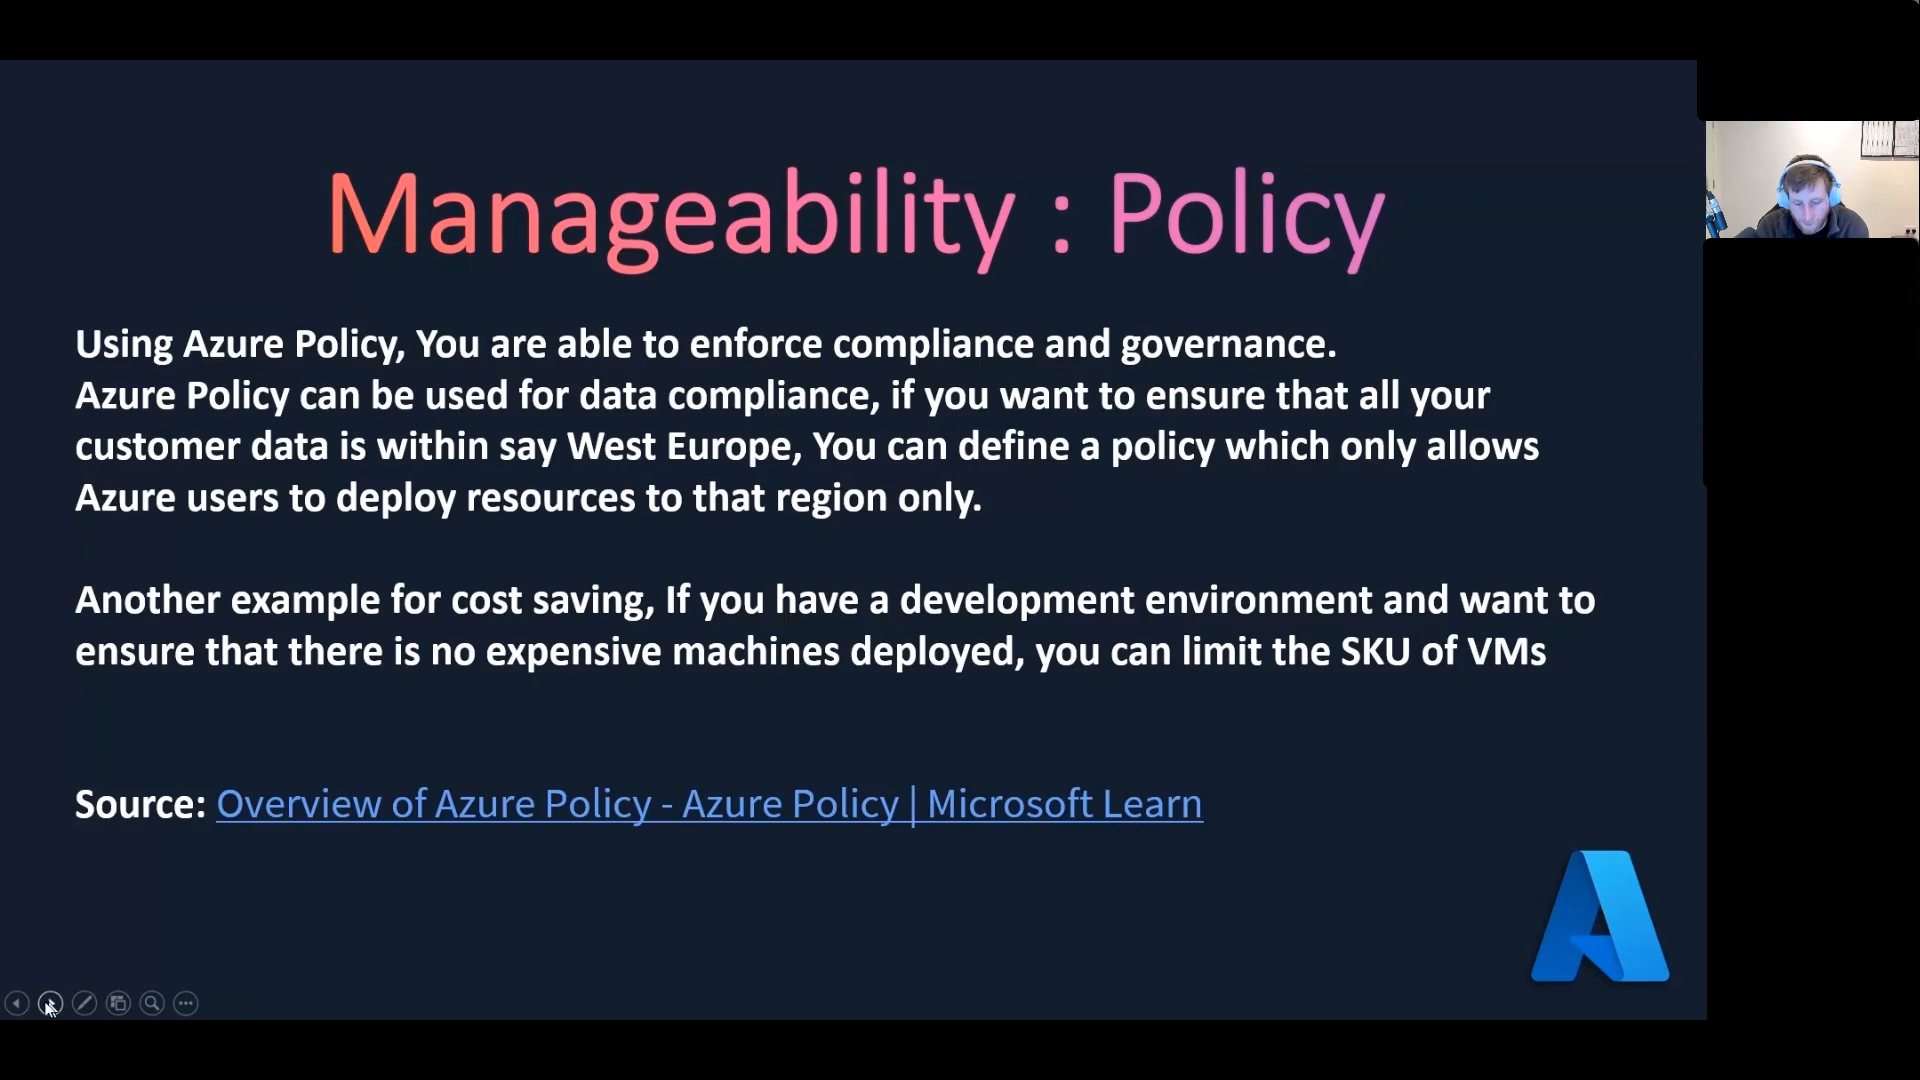 Manageability : Policy
Using Azure Policy, You are able to enforce compliance and governance.
Azure Policy can be used for data compliance, if you want to ensure that all your
customer data is within say West Europe, You can define a policy which only allows
Azure users to deploy resources to that region only.
Another example for cost saving, If you have a development environment and want to
ensure that there is no expensive machines deployed, you can limit the SKU of VMs
Source: Overview of Azure Policy - Azure Policy | Microsoft Learn